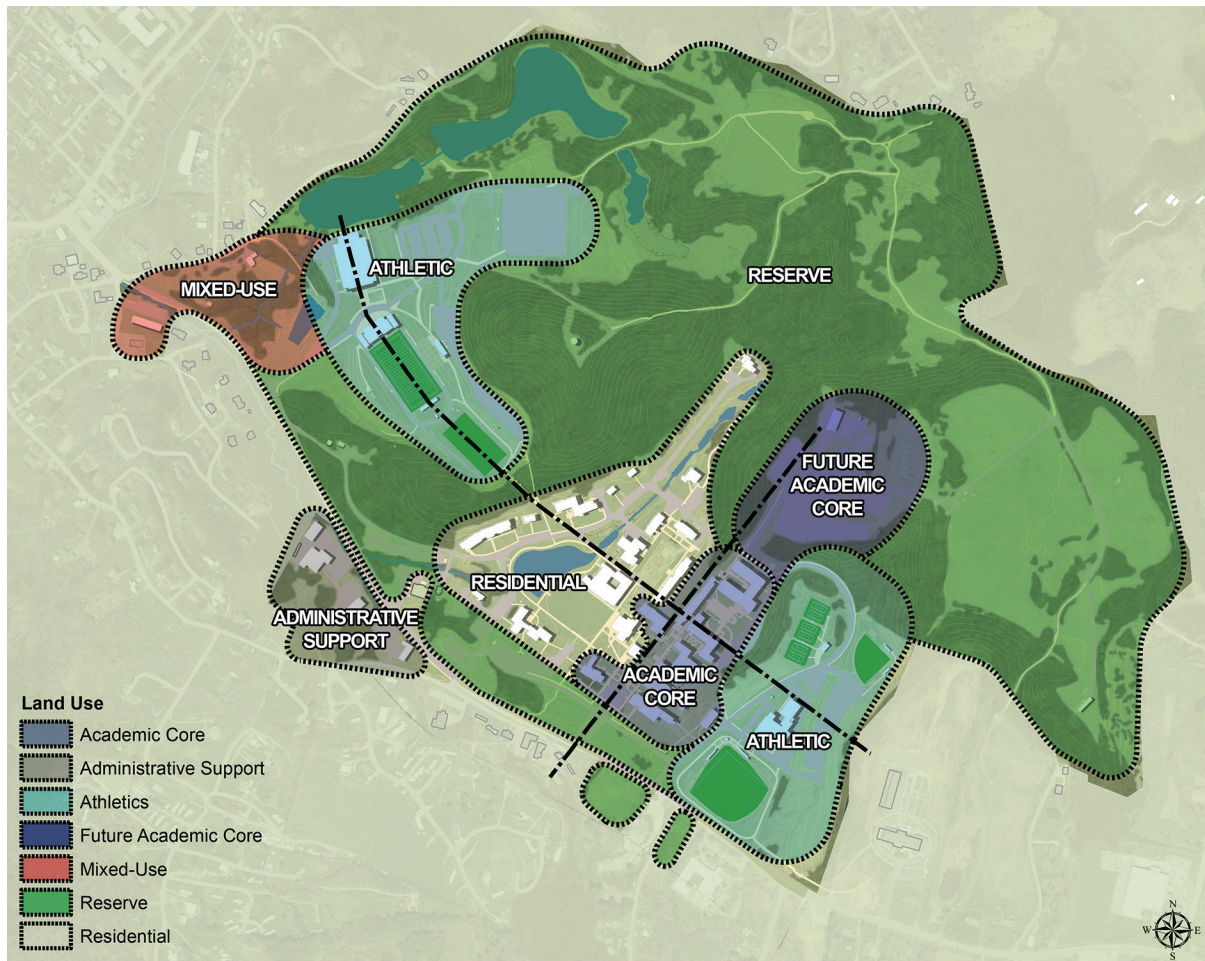 ATHLETIC
RESERVE
MIXED-USE
FUTURE
ACADEMIC
CORE
RESIDENTIAL
ADMINISTRATIVE
SUPPORT
ACADEMIC
CORE
ATHLETIC
Land Use
Academic Core
Administrative Support
Athletics
Future Academic Core
Mixed-Use
Reserve
Residential
N
W
E
S